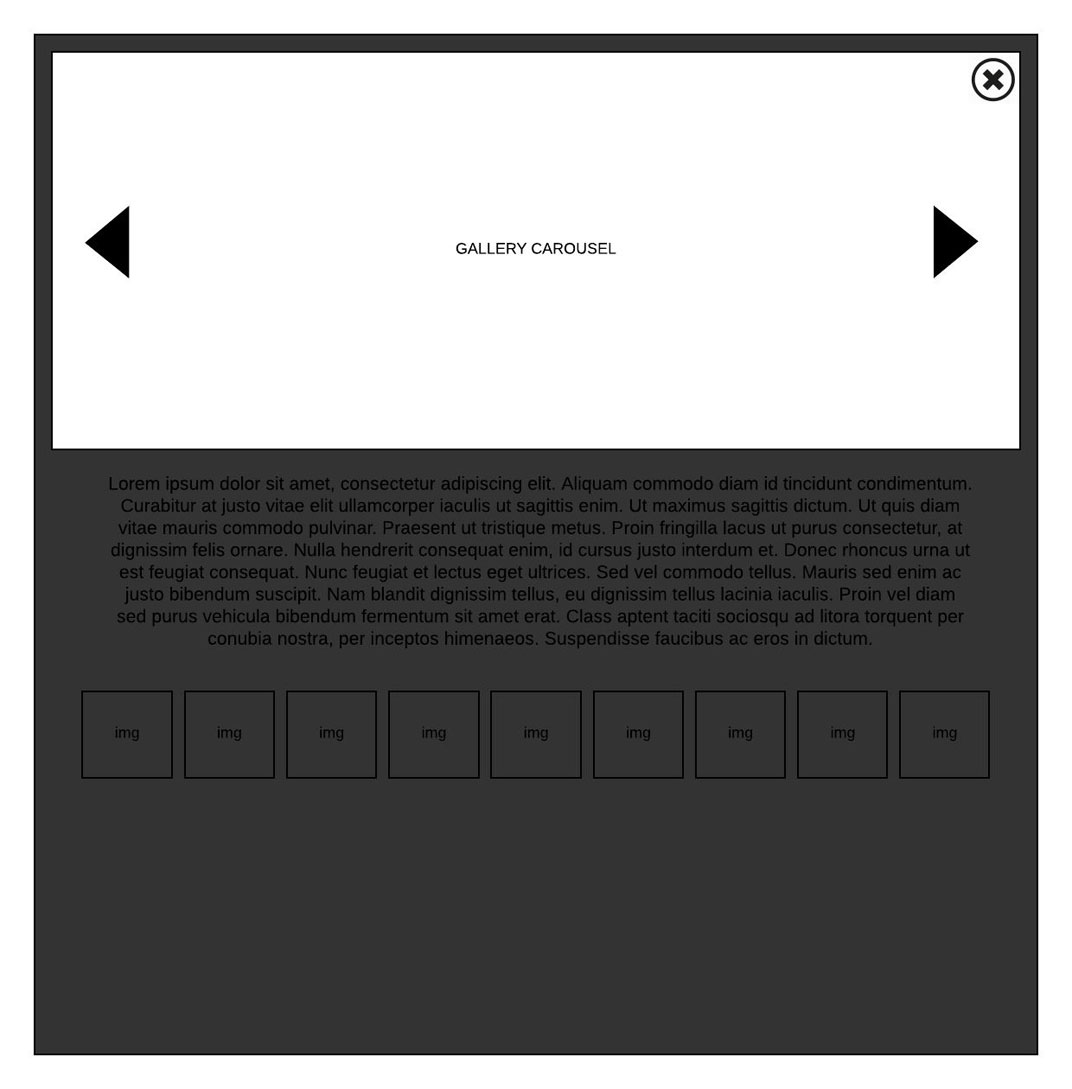 GALLERY CAROUSEL
Lorem ipsum dolor sit amet, consectetur adipiscing elit. Aliquam commodo diam id tincidunt condimentum.
Curabitur at justo vitae elit ullamcorper iaculis ut sagittis enim. Ut maximus sagittis dictum. Ut quis diam
vitae mauris commodo pulvinar. Praesent ut tristique metus. Proin fringilla lacus ut purus consectetur, at
dignissim felis ornare. Nulla hendrerit consequat enim, id cursus justo interdum et. Donec rhoncus urna ut
est feugiat consequat. Nunc feugiat et lectus eget ultrices. Sed vel commodo tellus. Mauris sed enim ac
justo bibendum suscipit. Nam blandit dignissim tellus, eu dignissim tellus lacinia iaculis. Proin vel diam
sed purus vehicula bibendum fermentum sit amet erat. Class aptent taciti sociosqu ad litora torquent per
conubia nostra, per inceptos himenaeos. Suspendisse faucibus ac eros in dictum.
img img img img img img img img img